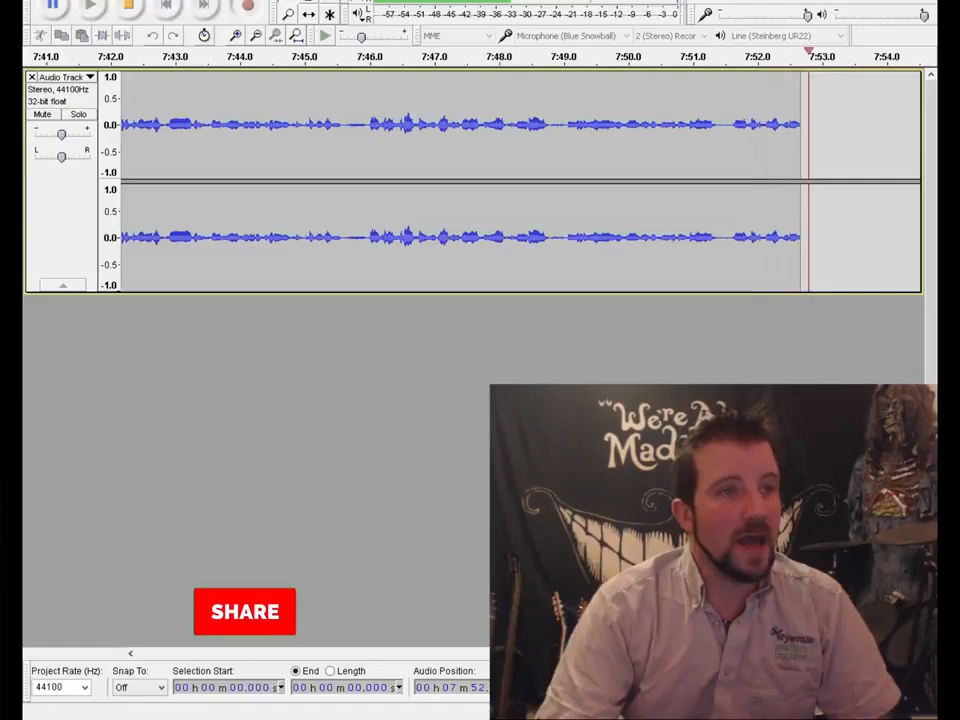 L
R
-57 -54 -51 -48 -45 -42 -39 -36 -33 -30 -27 -24 -21 -18 -15 -12 -9 -6 -3 0
MME
Microphone (Blue Snowball)
2 (Stereo) Recor
Line (Steinberg UR22)
7:41.0 7:42.0 7:43.0 7:44.0 7:45.0 7:46.0 7:47.0 7:48.0 7:49.0 7:50.0 7:51.0 7:52.0 7:53.0 7:54.0
Audio Track
Stereo, 44100Hz
32-bit float
Mute Solo
- +
L R
1.0
0.5
0.0
-0.5
-1.0
1.0
0.5
0.0
-0.5
-1.0
"We're A
Mad
SHARE
Project Rate (Hz): Snap To: Selection Start: End Length Audio Position:
44100 Off 00 h 00 m 00,000 s 00 h 00 m 00,000 s 00 h 07 m 52,